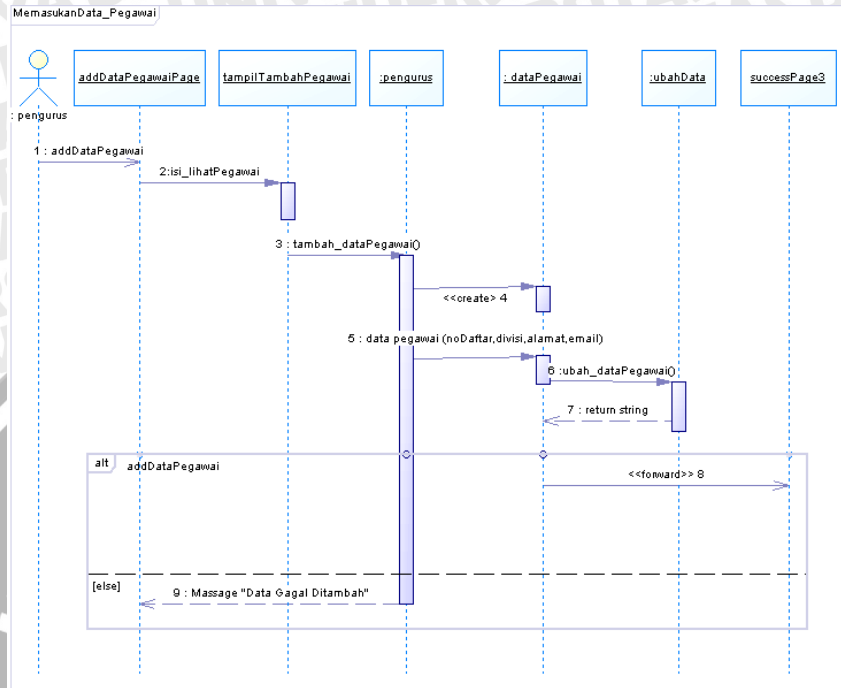 MemasukanData_Pegawai
addDataPegawaiPage
tampilTambahPegawai
:pengurus
: dataPegawai
:ubahData
successPage3
: pengurus
1 : addDataPegawai
2:isi_lihatPegawai
3 : tambah_dataPegawai()
<<create> 4
5 : data pegawai (noDaftar,divisi,alamat,email)
6 :ubah_dataPegawai()
7 : return string
alt
addDataPegawai
<<forward>> 8
[else]
9 : Massage "Data Gagal Ditambah"